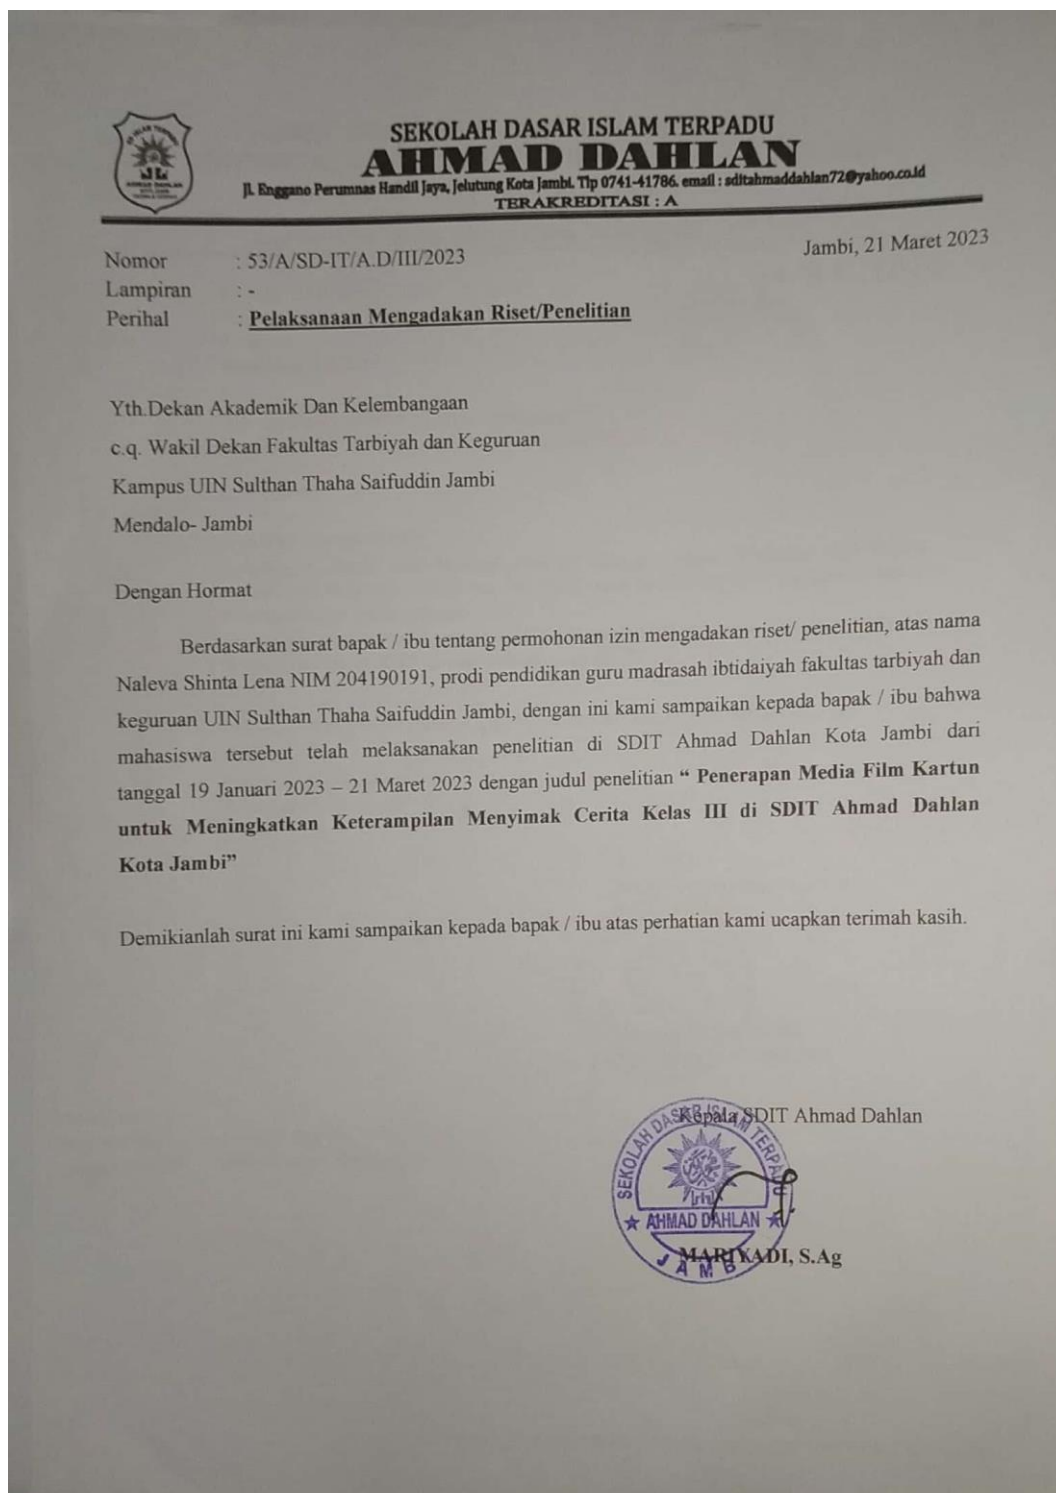 SEKOLAH DASAR ISLAM TERPADU
AHMAD DAHLAN
Jl. Enggano Perumnas Handil Jaya, Jelutung Kota Jambi. Tlp 0741-41786. email : sditahmaddahlan72@yahoo.co.id
TERAKREDITASI : A
Jambi, 21 Maret 2023
Nomor : 53/A/SD-IT/A.D/III/2023
Lampiran : -
Perihal : Pelaksanaan Mengadakan Riset/Penelitian
Yth.Dekan Akademik Dan Kelembangaan
c.q. Wakil Dekan Fakultas Tarbiyah dan Keguruan
Kampus UIN Sulthan Thaha Saifuddin Jambi
Mendalo- Jambi
Dengan Hormat
Berdasarkan surat bapak / ibu tentang permohonan izin mengadakan riset/ penelitian, atas nama
Naleva Shinta Lena NIM 204190191, prodi pendidikan guru madrasah ibtidaiyah fakultas tarbiyah dan
keguruan UIN Sulthan Thaha Saifuddin Jambi, dengan ini kami sampaikan kepada bapak / ibu bahwa
mahasiswa tersebut telah melaksanakan penelitian di SDIT Ahmad Dahlan Kota Jambi dari
tanggal 19 Januari 2023 – 21 Maret 2023 dengan judul penelitian “ Penerapan Media Film Kartun
untuk Meningkatkan Keterampilan Menyimak Cerita Kelas III di SDIT Ahmad Dahlan
Kota Jambi”
Demikianlah surat ini kami sampaikan kepada bapak / ibu atas perhatian kami ucapkan terimah kasih.
Kepala SDIT Ahmad Dahlan
SEKOLAH DASAR ISLAM TERPADU
★ AHMAD DAHLAN ★
JAMBI
MARIYADI, S.Ag